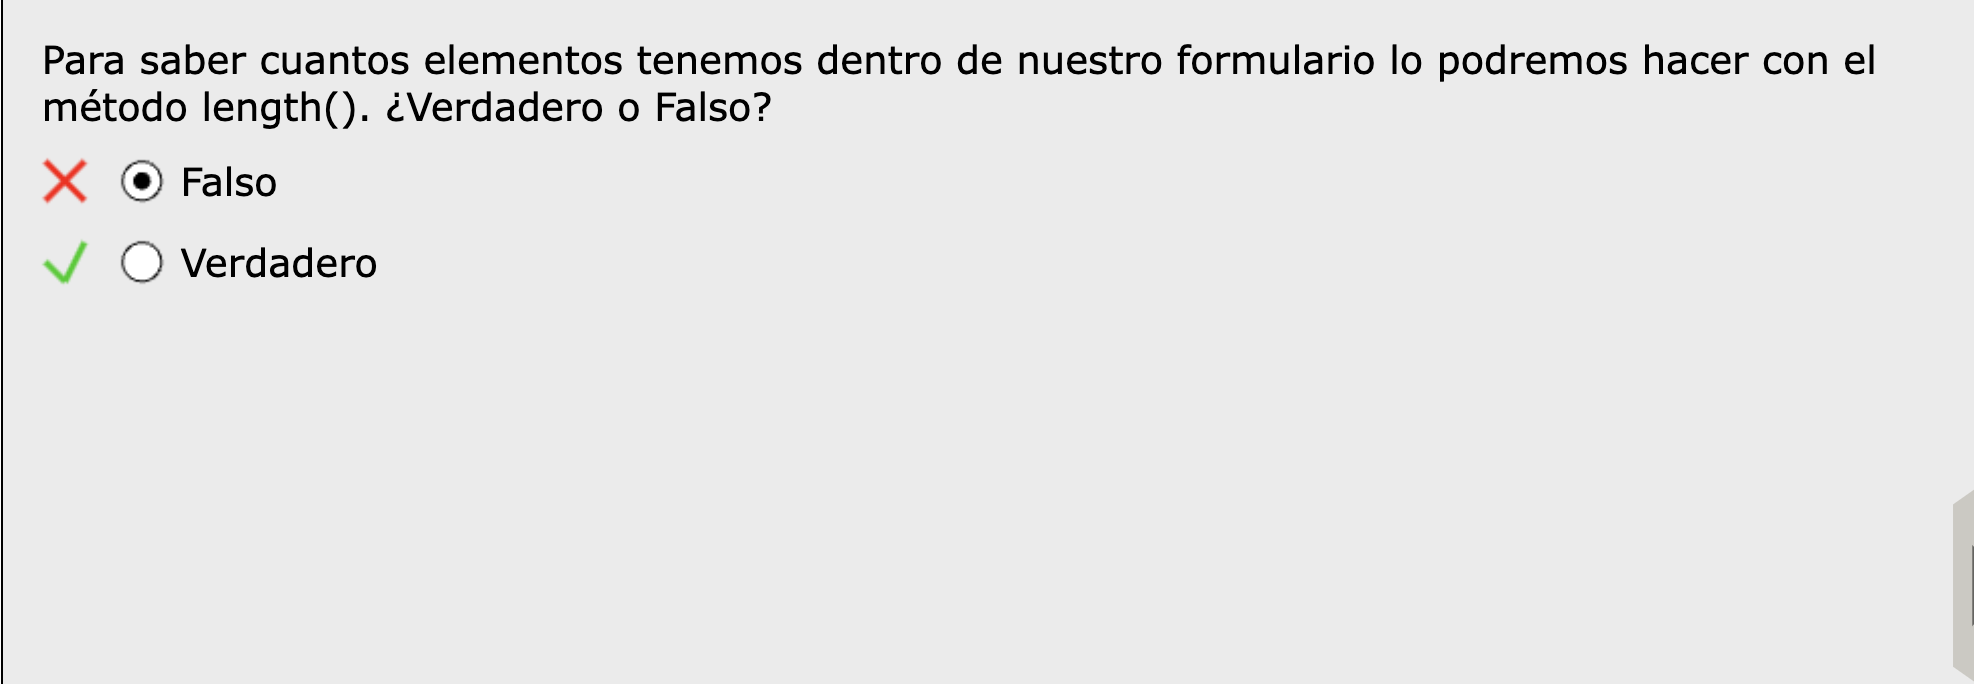 Para saber cuantos elementos tenemos dentro de nuestro formulario lo podremos hacer con el
método length(). ¿Verdadero o Falso?
Falso
Verdadero